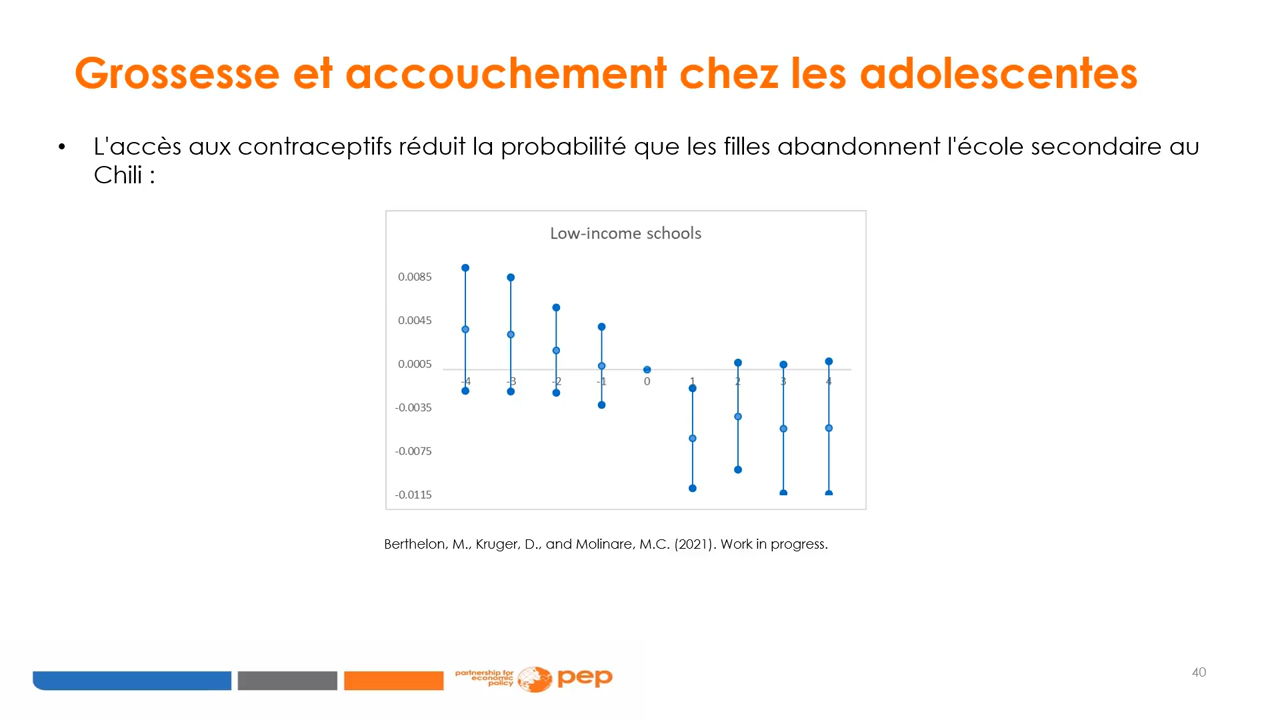 Grossesse et accouchement chez les adolescentes
• L'accès aux contraceptifs réduit la probabilité que les filles abandonnent l'école secondaire au
Chili :
Low-income schools
0.0085
0.0045
0.0005
-4 -3 -2 -1 0 1 2 3 4
-0.0035
-0.0075
-0.0115
Berthelon, M., Kruger, D., and Molinare, M.C. (2021). Work in progress.
partnership for
economic
policy
pep
40